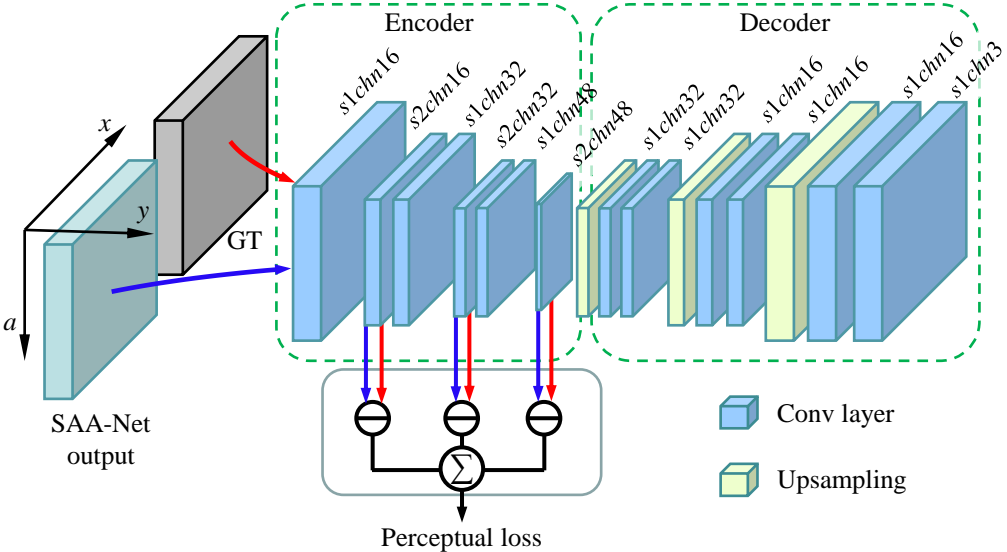 Encoder
Decoder
s1chn16
s2chn16
s1chn32
s2chn32
s1chn48
s2chn48
s1chn32
s1chn32
s1chn16
s1chn16
s1chn16
s1chn3
x
y
a
GT
SAA-Net
output
Σ
Perceptual loss
Conv layer
Upsampling